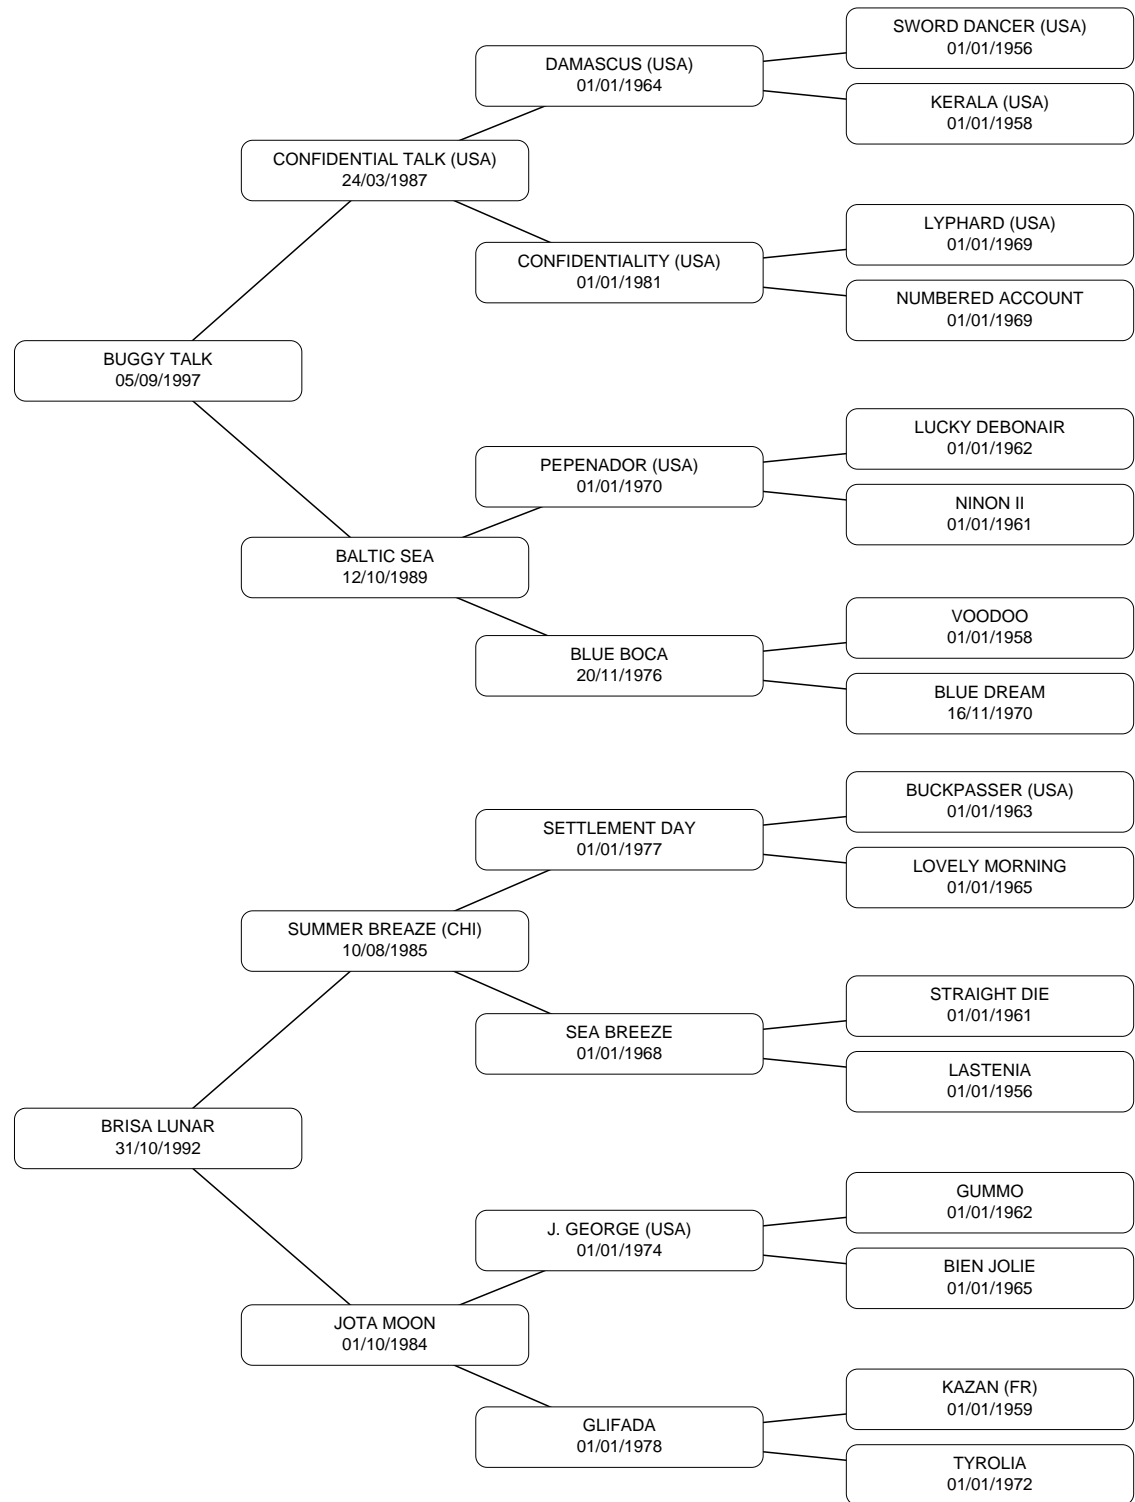 SWORD DANCER (USA)
01/01/1956
DAMASCUS (USA)
01/01/1964
KERALA (USA)
01/01/1958
CONFIDENTIAL TALK (USA)
24/03/1987
LYPHARD (USA)
01/01/1969
CONFIDENTIALITY (USA)
01/01/1981
NUMBERED ACCOUNT
01/01/1969
BUGGY TALK
05/09/1997
LUCKY DEBONAIR
01/01/1962
PEPENADOR (USA)
01/01/1970
NINON II
01/01/1961
BALTIC SEA
12/10/1989
VOODOO
01/01/1958
BLUE BOCA
20/11/1976
BLUE DREAM
16/11/1970
BUCKPASSER (USA)
01/01/1963
SETTLEMENT DAY
01/01/1977
LOVELY MORNING
01/01/1965
SUMMER BREAZE (CHI)
10/08/1985
STRAIGHT DIE
01/01/1961
SEA BREEZE
01/01/1968
LASTENIA
01/01/1956
BRISA LUNAR
31/10/1992
GUMMO
01/01/1962
J. GEORGE (USA)
01/01/1974
BIEN JOLIE
01/01/1965
JOTA MOON
01/10/1984
KAZAN (FR)
01/01/1959
GLIFADA
01/01/1978
TYROLIA
01/01/1972